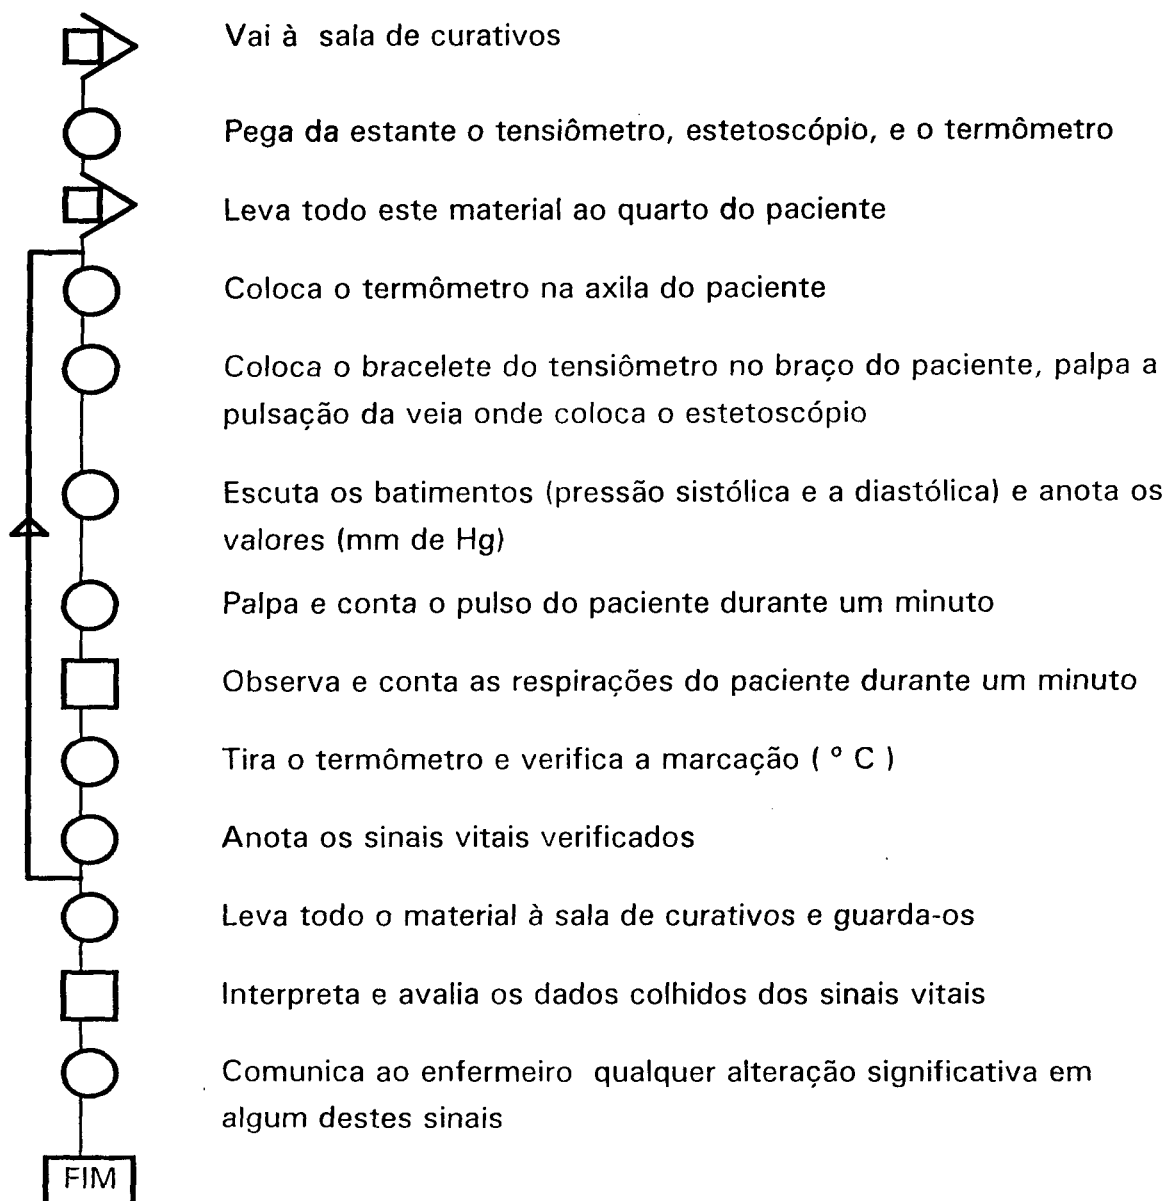 Vai à sala de curativos
Pega da estante o tensiômetro, estetoscópio, e o termômetro
Leva todo este material ao quarto do paciente
Coloca o termômetro na axila do paciente
Coloca o bracelete do tensiômetro no braço do paciente, palpa a
pulsação da veia onde coloca o estetoscópio
Escuta os batimentos (pressão sistólica e a diastólica) e anota os
valores (mm de Hg)
Palpa e conta o pulso do paciente durante um minuto
Observa e conta as respirações do paciente durante um minuto
Tira o termômetro e verifica a marcação ( º C )
Anota os sinais vitais verificados
Leva todo o material à sala de curativos e guarda-os
Interpreta e avalia os dados colhidos dos sinais vitais
Comunica ao enfermeiro qualquer alteração significativa em
algum destes sinais
FIM